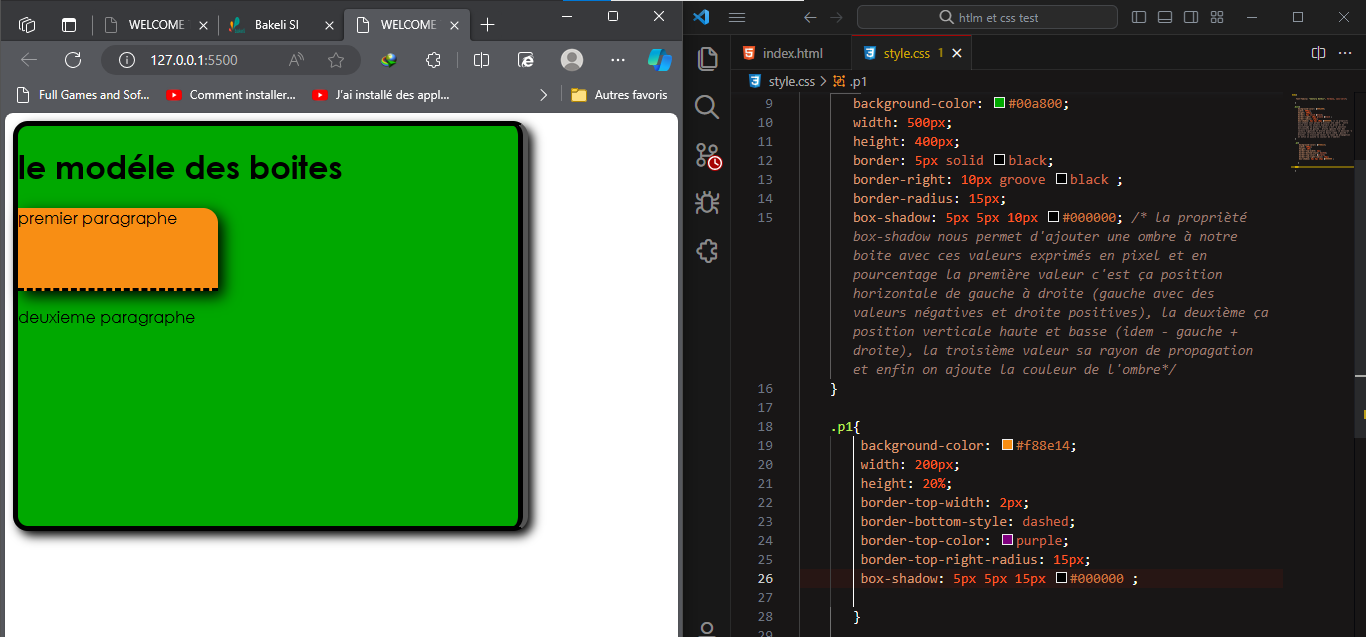 WELCOME
Bakeli SI
WELCOME
127.0.0.1:5500
Full Games and Sof...
Comment installer...
J'ai installé des appl...
Autres favoris
le modéle des boites
premier paragraphe
deuxieme paragraphe
htlm et css test
index.html
style.css 1
style.css > .p1
9 background-color: #00a800;
10 width: 500px;
11 height: 400px;
12 border: 5px solid black;
13 border-right: 10px groove black ;
14 border-radius: 15px;
15 box-shadow: 5px 5px 10px #000000; /* la proprièté
box-shadow nous permet d'ajouter une ombre à notre
boite avec ces valeurs exprimés en pixel et en
pourcentage la première valeur c'est ça position
horizontale de gauche à droite (gauche avec des
valeurs négatives et droite positives), la deuxième ça
position verticale haute et basse (idem - gauche +
droite), la troisième valeur sa rayon de propagation
et enfin on ajoute la couleur de l'ombre*/
16 }
17
18 .p1{
19 background-color: #f88e14;
20 width: 200px;
21 height: 20%;
22 border-top-width: 2px;
23 border-bottom-style: dashed;
24 border-top-color: purple;
25 border-top-right-radius: 15px;
26 box-shadow: 5px 5px 15px #000000 ;
27
28 }
29